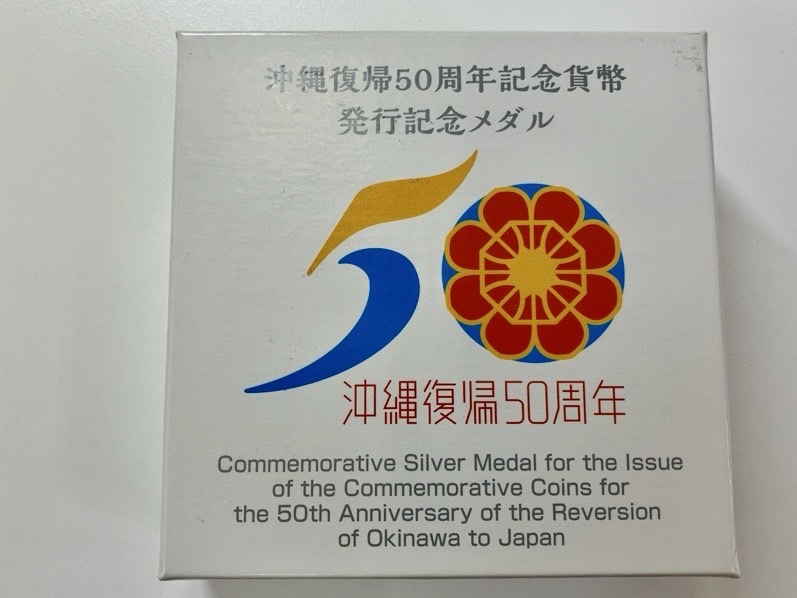 沖縄復帰50周年記念貨幣
発行記念メダル
50
沖縄復帰50周年
Commemorative Silver Medal for the Issue
of the Commemorative Coins for
the 50th Anniversary of the Reversion
of Okinawa to Japan